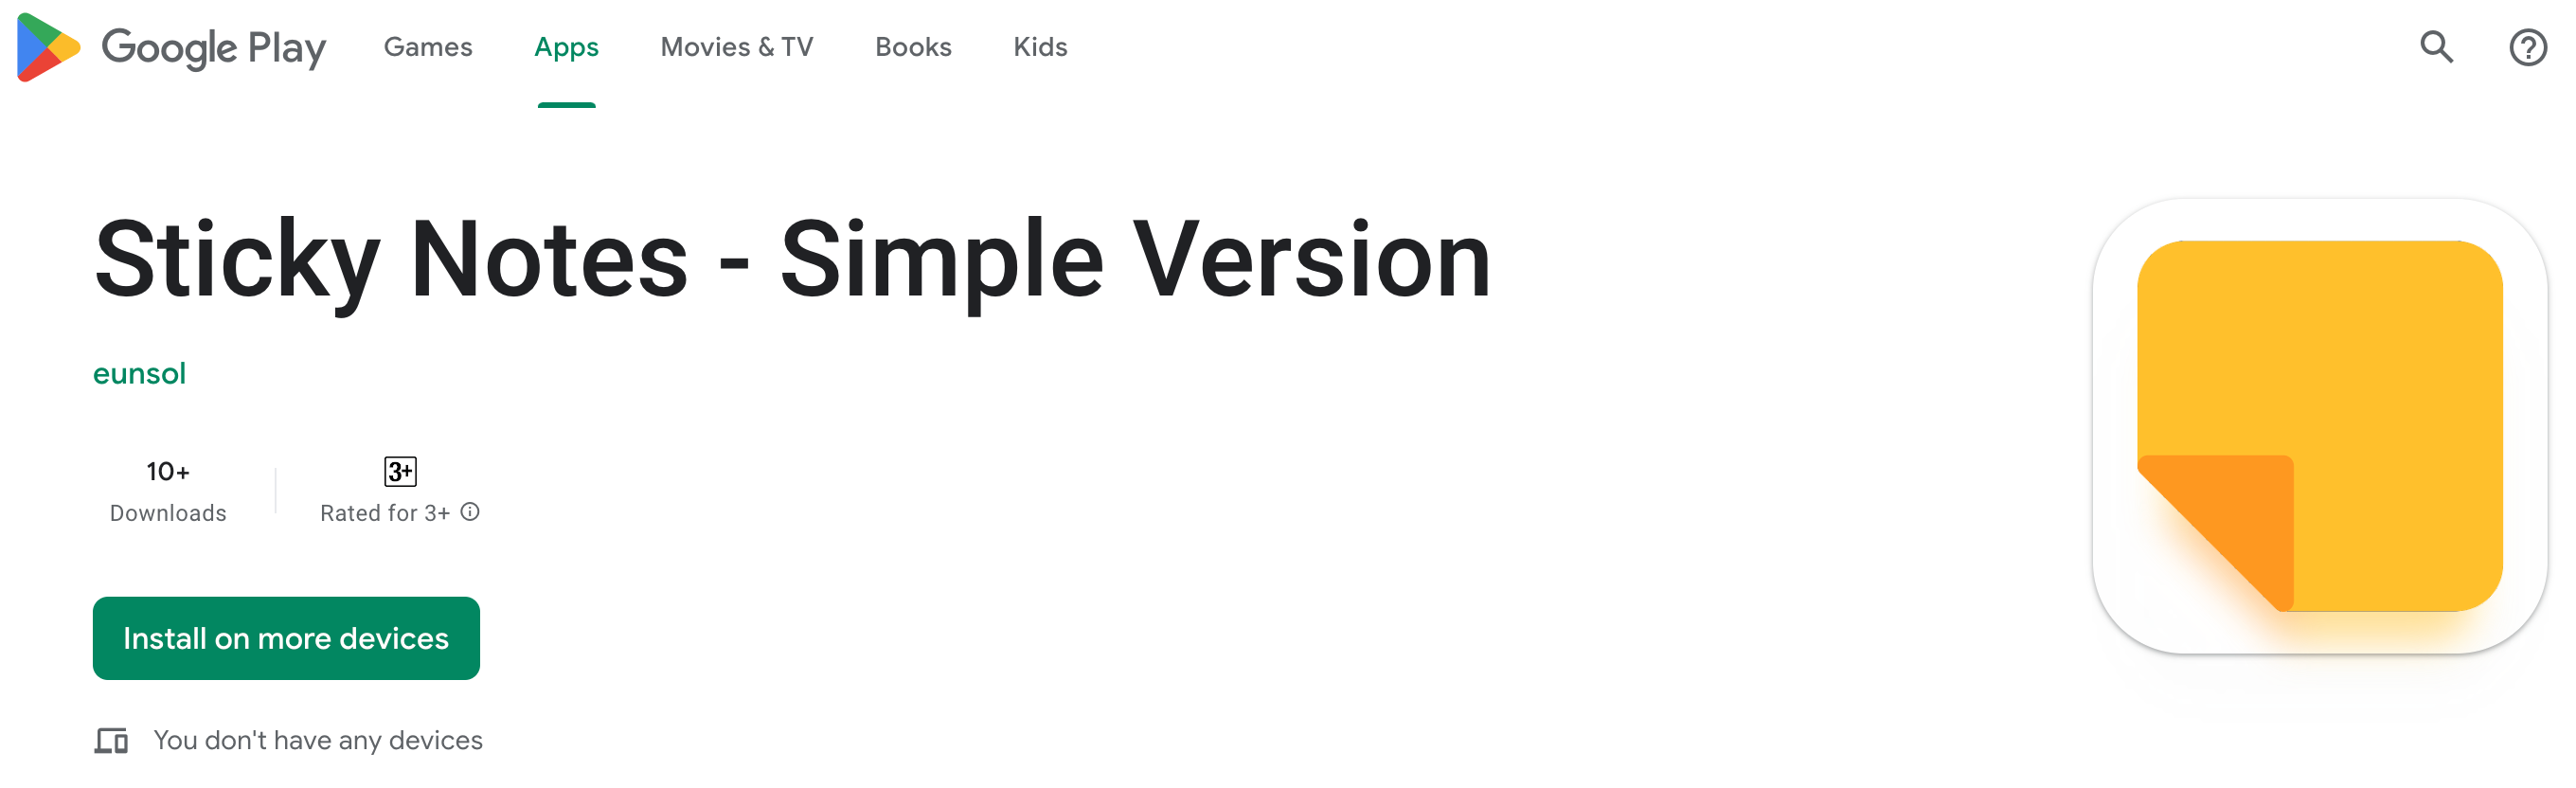 Google Play Games Apps Movies & TV Books Kids
Sticky Notes - Simple Version
eunsol
10+
Downloads
3+
Rated for 3+
Install on more devices
You don't have any devices